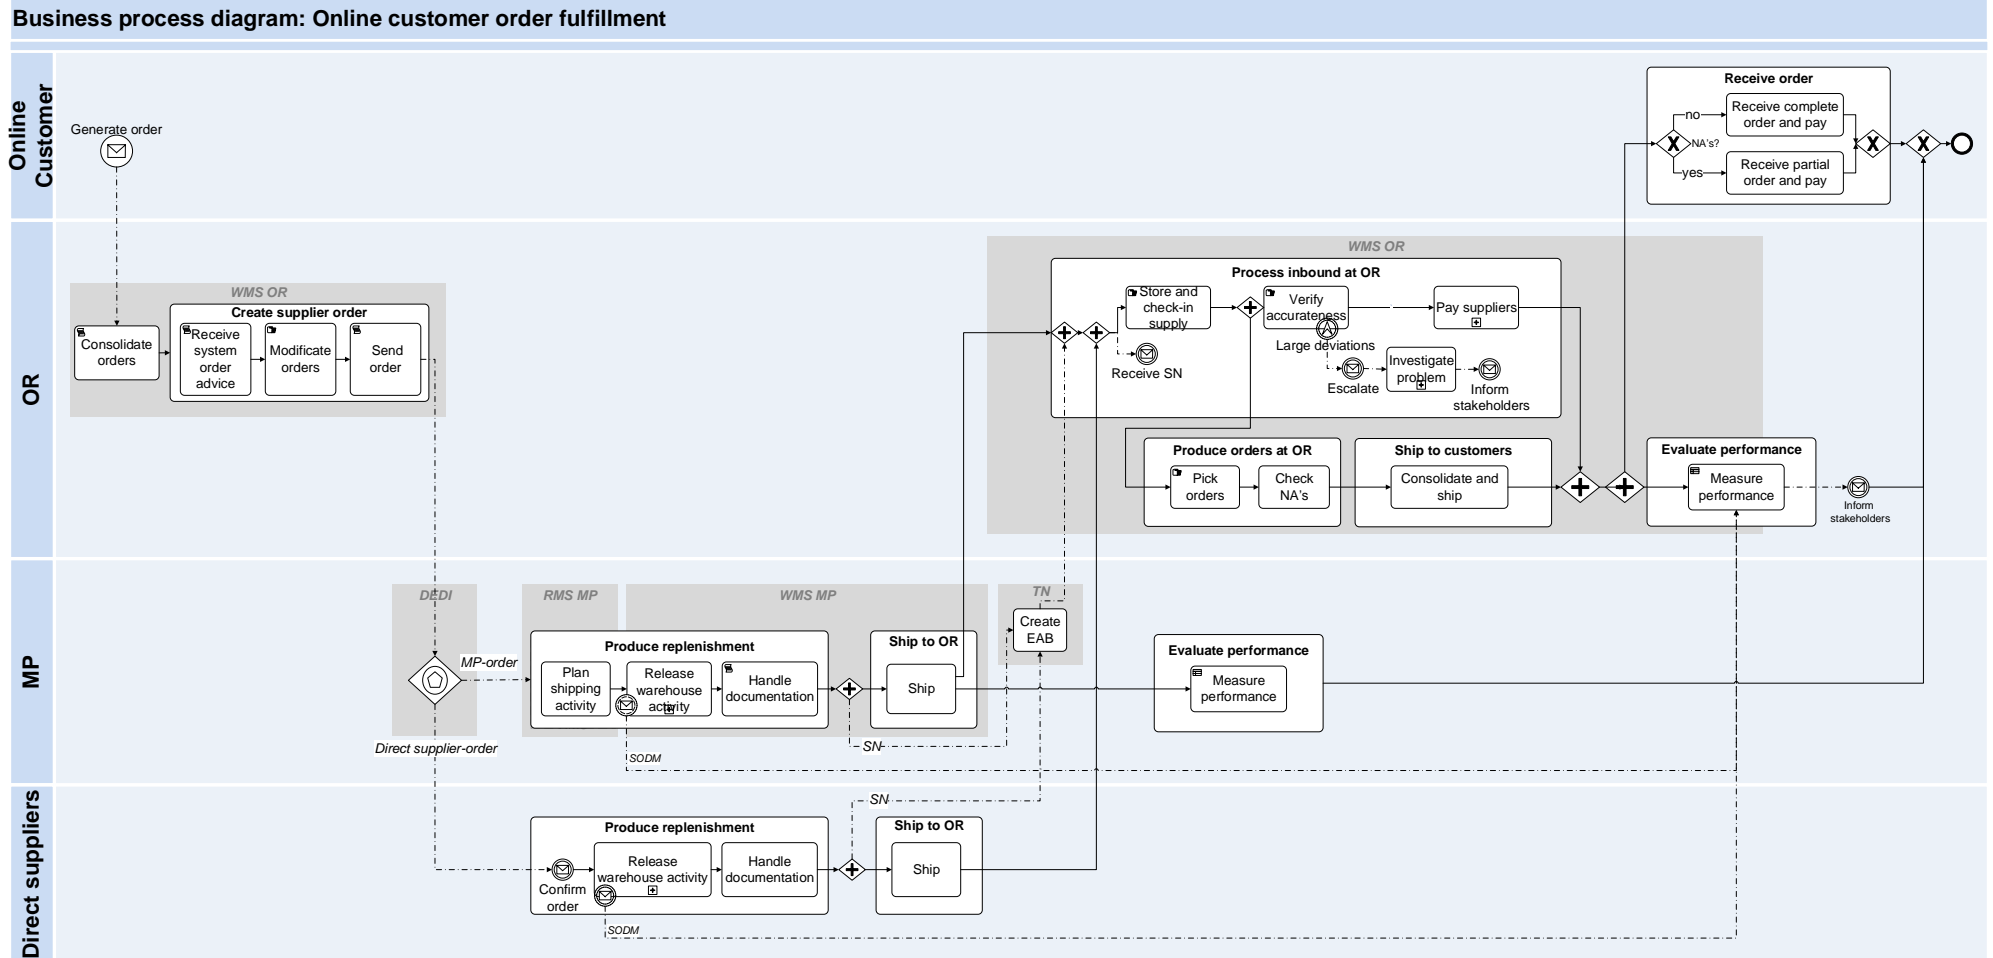 Business process diagram: Online customer order fulfillment
Online
Customer
Generate order
Receive order
no
Receive complete
order and pay
NA's?
yes
Receive partial
order and pay
OR
WMS OR
Consolidate
orders
Create supplier order
Receive
system
order
advice
Modificate
orders
Send
order
WMS OR
Process inbound at OR
Store and
check-in
supply
Receive SN
Verify
accurateness
Large deviations
Escalate
Pay suppliers
Investigate
problem
Inform
stakeholders
Produce orders at OR
Pick
orders
Check
NA's
Ship to customers
Consolidate and
ship
Evaluate performance
Measure
performance
Inform
stakeholders
MP
DEDI
MP-order
Direct supplier-order
RMS MP
WMS MP
Produce replenishment
Plan
shipping
activity
Release
warehouse
activity
Handle
documentation
SODM
SN
Ship to OR
Ship
TN
Create
EAB
Evaluate performance
Measure
performance
Direct suppliers
Produce replenishment
Confirm
order
Release
warehouse activity
Handle
documentation
SODM
SN
Ship to OR
Ship